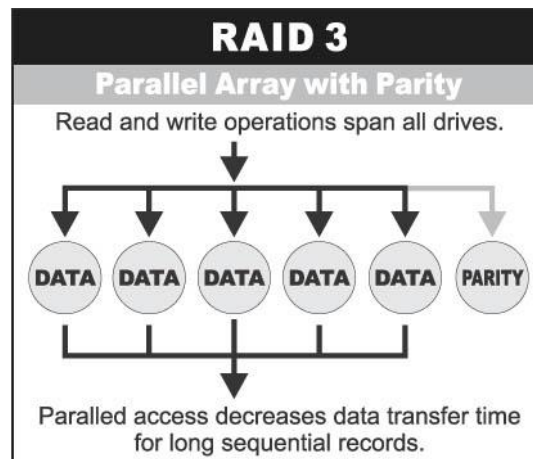 RAID 3
Parallel Array with Parity
Read and write operations span all drives.
DATA DATA DATA DATA DATA PARITY
Paralled access decreases data transfer time
for long sequential records.